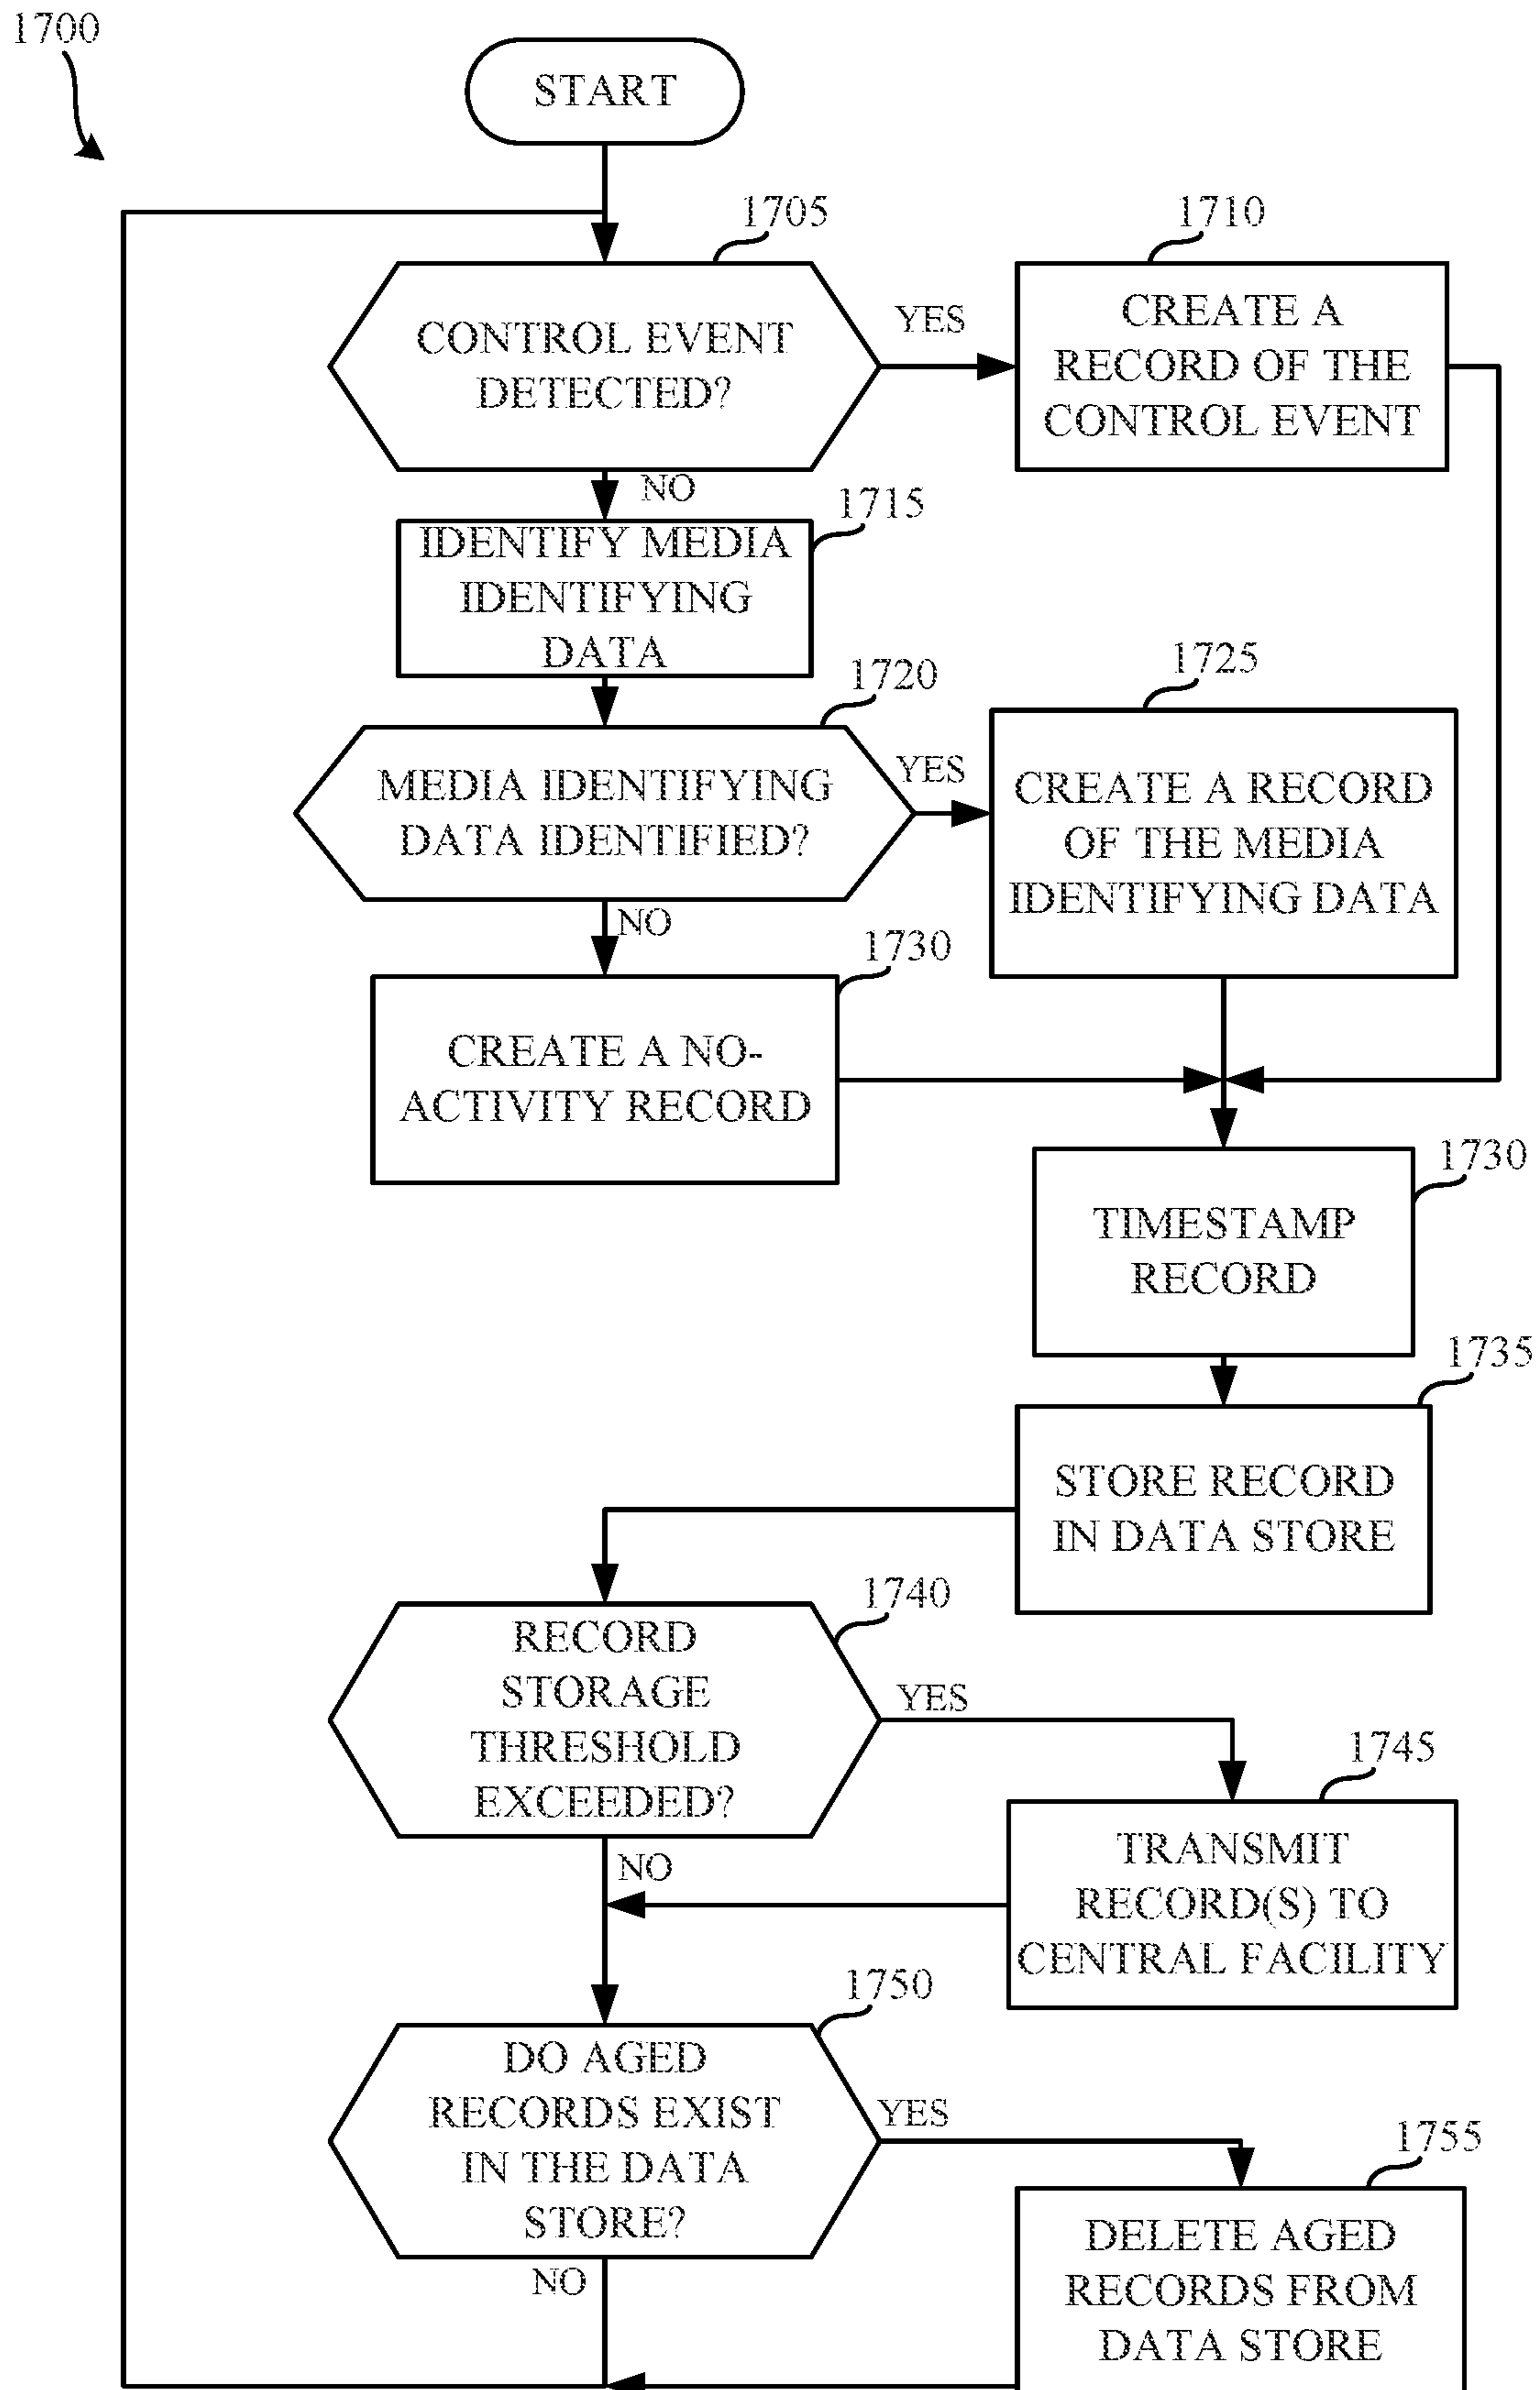 1700
START
1705
CONTROL EVENT
DETECTED?
YES
1710
CREATE A
RECORD OF THE
CONTROL EVENT
NO
1715
IDENTIFY MEDIA
IDENTIFYING
DATA
1720
MEDIA IDENTIFYING
DATA IDENTIFIED?
YES
1725
CREATE A RECORD
OF THE MEDIA
IDENTIFYING DATA
NO
1730
CREATE A NO-
ACTIVITY RECORD
1730
TIMESTAMP
RECORD
1735
STORE RECORD
IN DATA STORE
1740
RECORD
STORAGE
THRESHOLD
EXCEEDED?
YES
1745
TRANSMIT
RECORD(S) TO
CENTRAL FACILITY
NO
1750
DO AGED
RECORDS EXIST
IN THE DATA
STORE?
YES
1755
DELETE AGED
RECORDS FROM
DATA STORE
NO